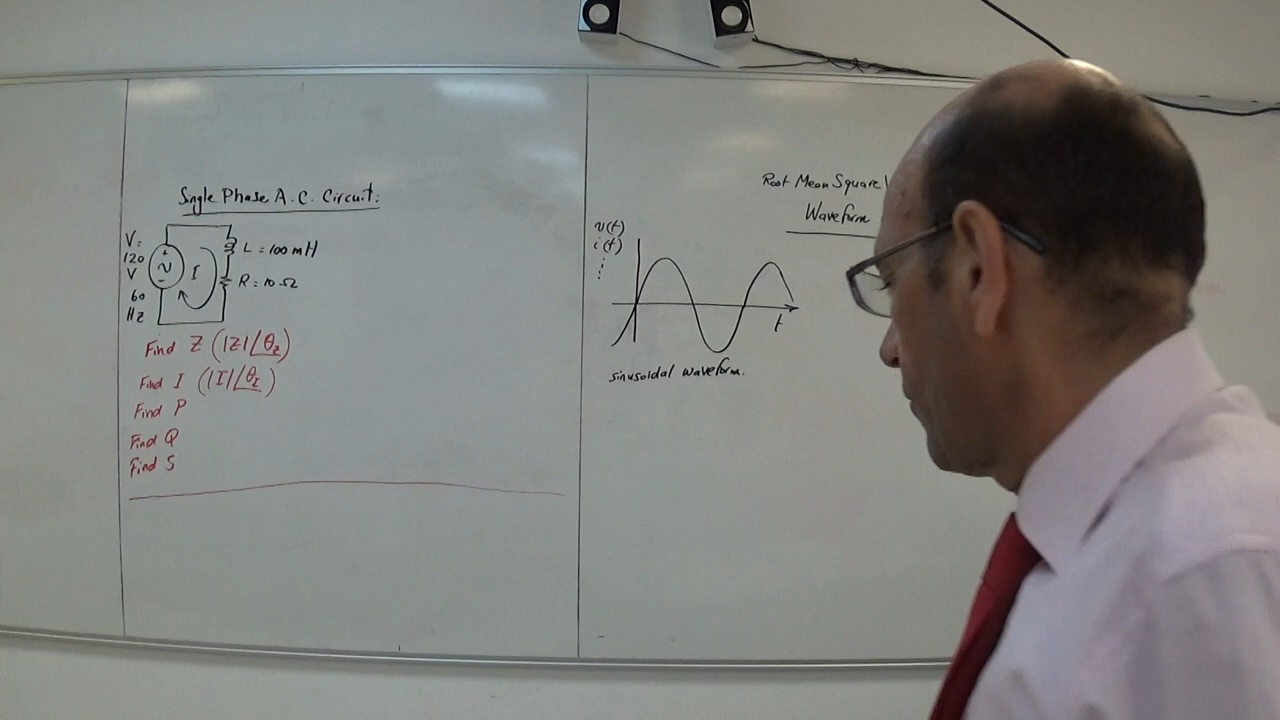 Single Phase A.C. Circuit:
V=
120
V
60
Hz
I
L = 100 mH
R = 10 Ω
Find Z (|Z|/θz)
Find I (|I|/θI)
Find P
Find Q
Find S
Root Mean Square
Waveform
v(t)
i(t)
t
sinusoidal waveform.